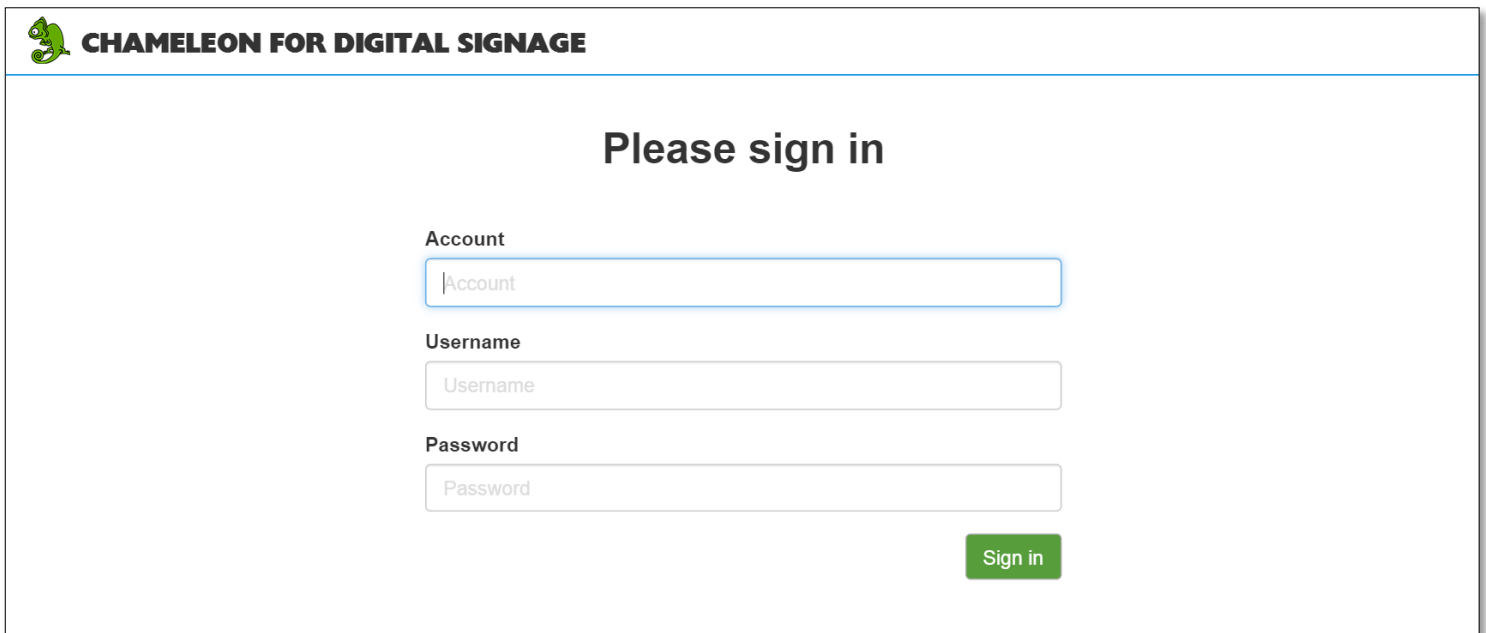 CHAMELEON FOR DIGITAL SIGNAGE
Please sign in
Account
Account
Username
Username
Password
Password
Sign in